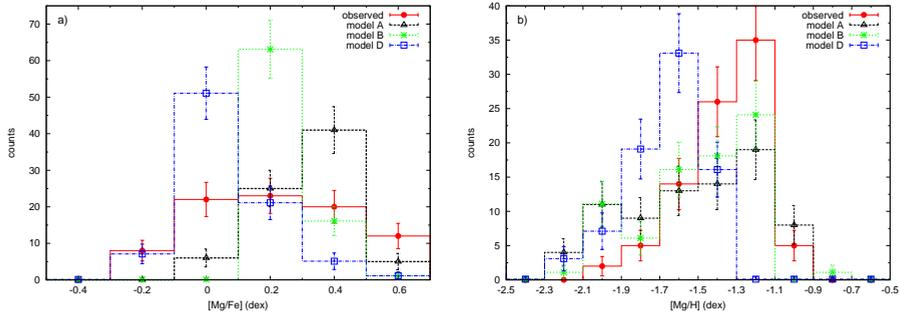 a)
observed
model A
model B
model D
counts
70
60
50
40
30
20
10
0
-0.4
-0.2
0
0.2
0.4
0.6
[Mg/Fe] (dex)
b)
observed
model A
model B
model D
counts
40
35
30
25
20
15
10
5
0
-2.5
-2.3
-2.1
-1.9
-1.7
-1.5
-1.3
-1.1
-0.9
-0.7
-0.5
[Mg/H] (dex)